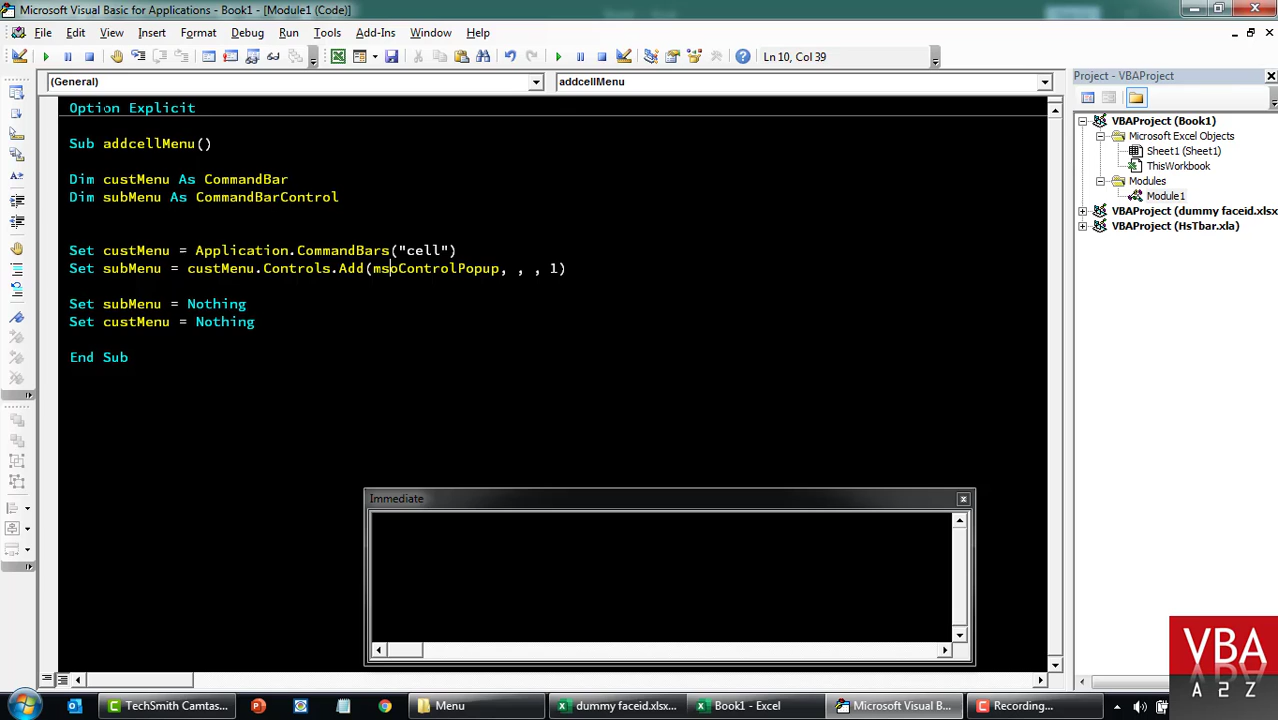 Microsoft Visual Basic for Applications - Book1 - [Module1 (Code)]
File Edit View Insert Format Debug Run Tools Add-Ins Window Help
Ln 10, Col 39
(General) addcellMenu
Option Explicit
Sub addcellMenu()
Dim custMenu As CommandBar
Dim subMenu As CommandBarControl
Set custMenu = Application.CommandBars("cell")
Set subMenu = custMenu.Controls.Add(msoControlPopup, , , 1)
Set subMenu = Nothing
Set custMenu = Nothing
End Sub
Immediate
Project - VBAProject
VBAProject (Book1)
Microsoft Excel Objects
Sheet1 (Sheet1)
ThisWorkbook
Modules
Module1
VBAProject (dummy faceid.xlsx
VBAProject (HsTbar.xla)
VBA
A 2 Z
TechSmith Camtas...
Menu
dummy faceid.xlsx...
Book1 - Excel
Microsoft Visual B...
Recording...